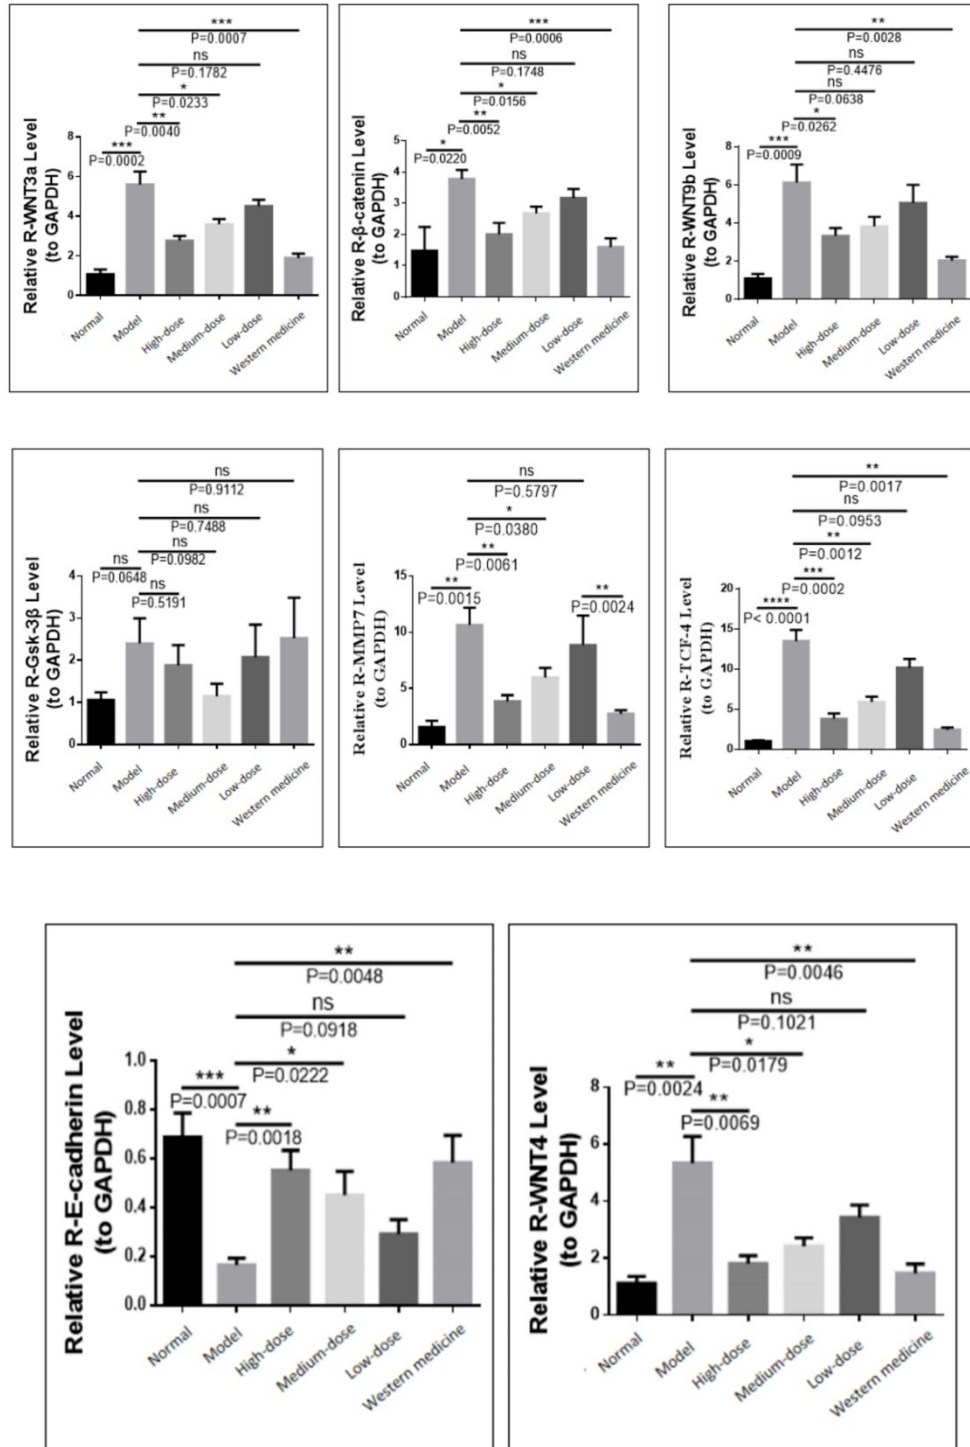 ***
P=0.0007
ns
P=0.1782
*
P=0.0233
**
P=0.0040
***
P=0.0002
Relative R-WNT3a Level
(to GAPDH)
8
6
4
2
0
Normal
Model
High-dose
Medium-dose
Low-dose
Western medicine
***
P=0.0006
ns
P=0.1748
*
P=0.0156
**
P=0.0052
*
P=0.0220
Relative R-β-catenin Level
(to GAPDH)
5
4
3
2
1
0
Normal
Model
High-dose
Medium-dose
Low-dose
Western medicine
**
P=0.0028
ns
P=0.4476
ns
P=0.0638
*
P=0.0262
***
P=0.0009
Relative R-WNT9b Level
(to GAPDH)
8
6
4
2
0
Normal
Model
High-dose
Medium-dose
Low-dose
Western medicine
ns
P=0.9112
ns
P=0.7488
ns
P=0.0982
ns
P=0.0648
ns
P=0.5191
Relative R-Gsk-3β Level
(to GAPDH)
4
3
2
1
0
Normal
Model
High-dose
Medium-dose
Low-dose
Western medicine
ns
P=0.5797
*
P=0.0380
**
P=0.0061
**
P=0.0015
**
P=0.0024
Relative R-MMP7 Level
(to GAPDH)
15
10
5
0
Normal
Model
High-dose
Medium-dose
Low-dose
Western medicine
**
P=0.0017
ns
P=0.0953
**
P=0.0012
***
P=0.0002
****
P< 0.0001
Relative R-TCF-4 Level
(to GAPDH)
20
15
10
5
0
Normal
Model
High-dose
Medium-dose
Low-dose
Western medicine
**
P=0.0048
ns
P=0.0918
*
P=0.0222
***
P=0.0007
**
P=0.0018
Relative R-E-cadherin Level
(to GAPDH)
1.0
0.8
0.6
0.4
0.2
0.0
Normal
Model
High-dose
Medium-dose
Low-dose
Western medicine
**
P=0.0046
ns
P=0.1021
*
P=0.0179
**
P=0.0024
**
P=0.0069
Relative R-WNT4 Level
(to GAPDH)
8
6
4
2
0
Normal
Model
High-dose
Medium-dose
Low-dose
Western medicine